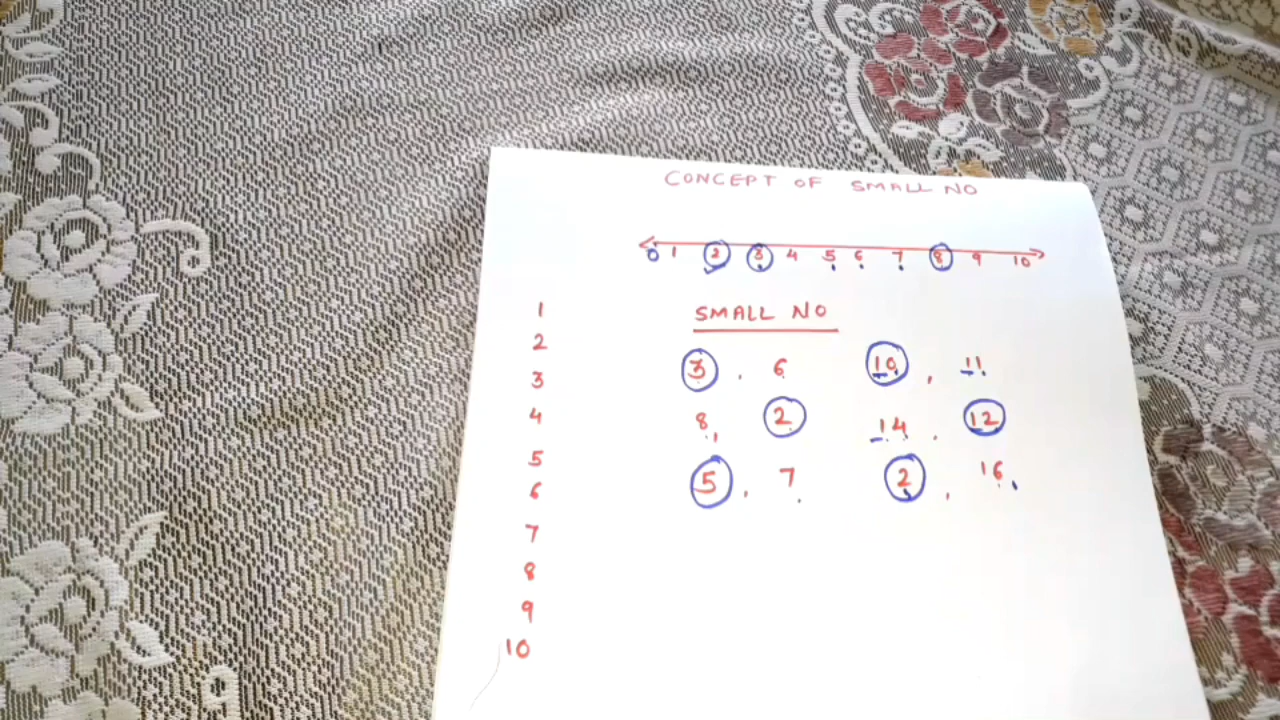 CONCEPT OF SMALL NO
0 1 2 3 4 5 6 7 8 9 10
SMALL NO
3 , 6 10 , 11
8 , 2 14 , 12
5 , 7 2 , 16
1
2
3
4
5
6
7
8
9
10